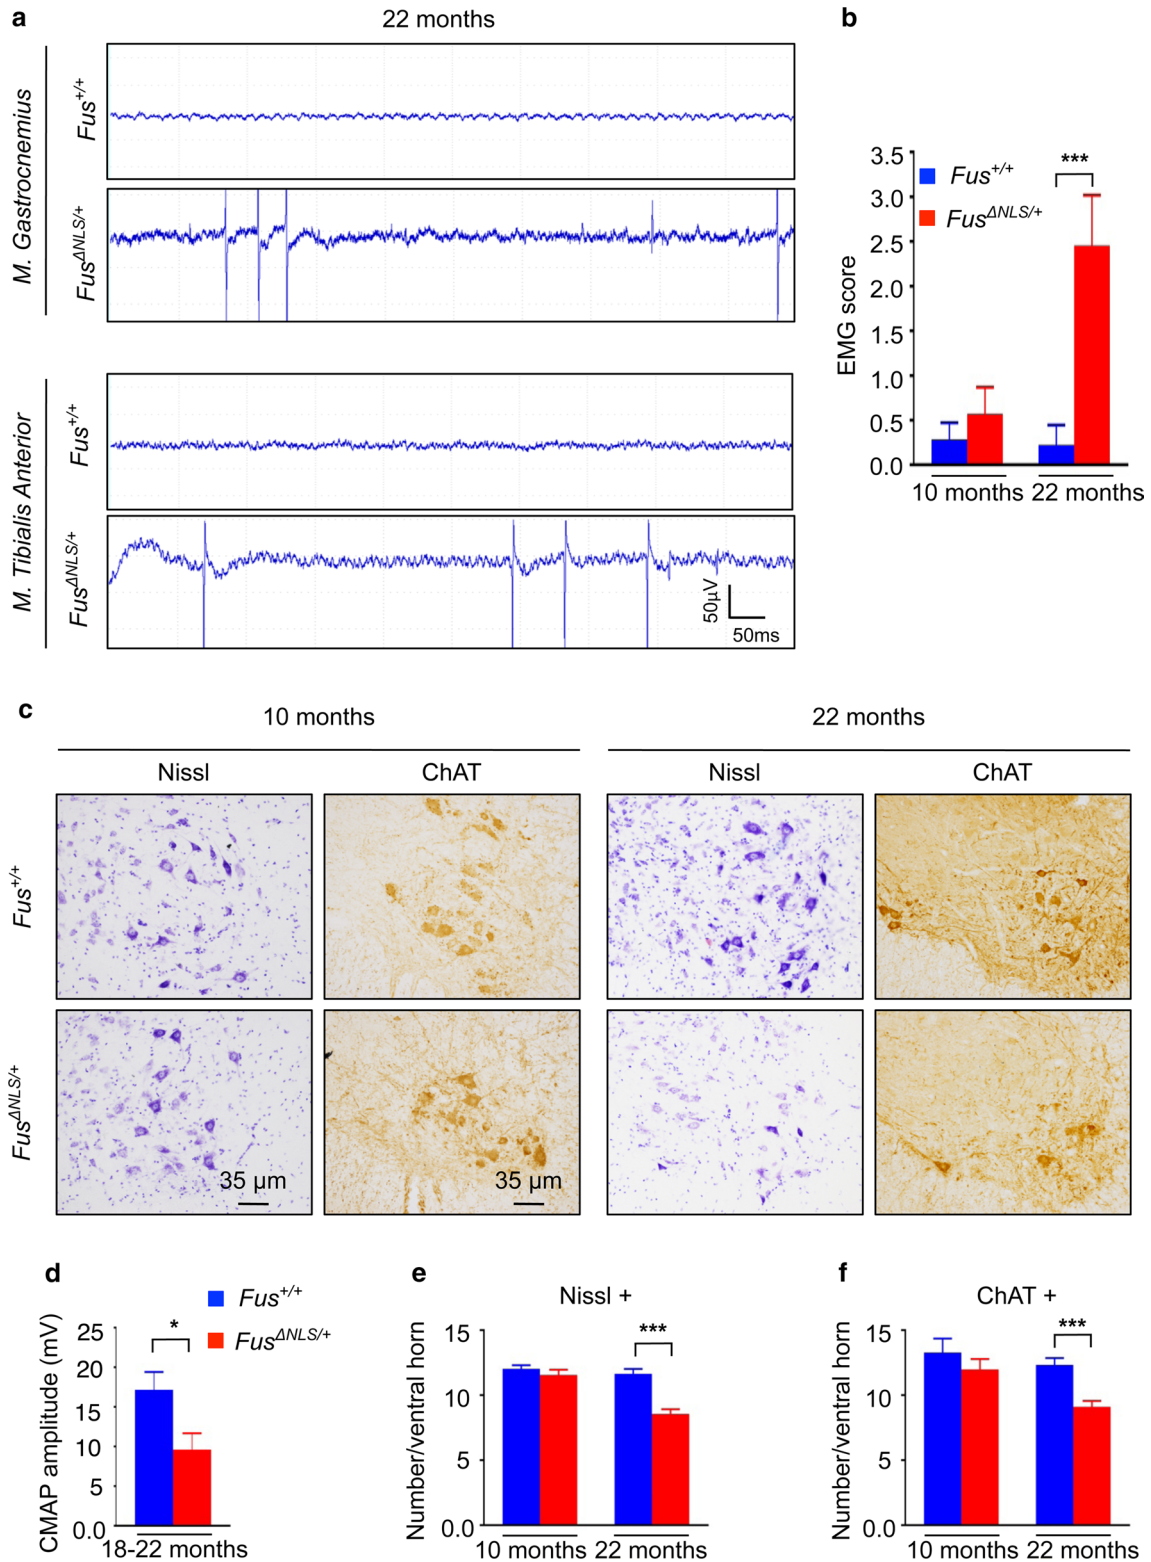 a
22 months
M. Gastrocnemius
Fus+/+
FusΔNLS/+
M. Tibialis Anterior
Fus+/+
FusΔNLS/+
50μV
50ms
b
EMG score
3.5
3.0
2.5
2.0
1.5
1.0
0.5
0.0
Fus+/+
FusΔNLS/+
***
10 months
22 months
c
10 months
22 months
Nissl
ChAT
Nissl
ChAT
Fus+/+
FusΔNLS/+
35 μm
35 μm
d
Fus+/+
FusΔNLS/+
CMAP amplitude (mV)
25
20
15
10
5
0.0
*
18-22 months
e
Nissl +
Number/ventral horn
15
10
5
0.0
***
10 months
22 months
f
ChAT +
Number/ventral horn
15
10
5
0.0
***
10 months
22 months